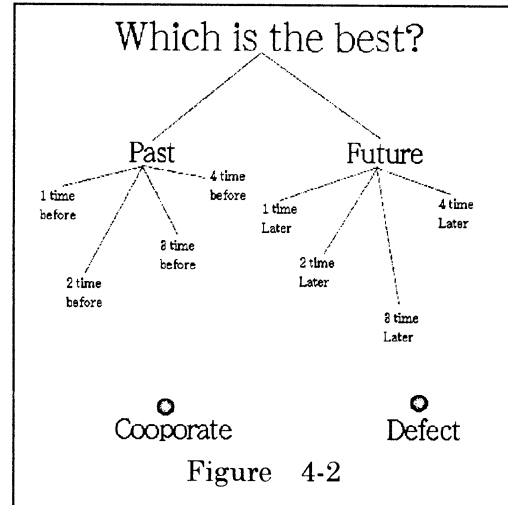 Which is the best?
Past
Future
1 time
before
2 time
before
3 time
before
4 time
before
1 time
Later
2 time
Later
3 time
Later
4 time
Later
Cooporate
Defect
Figure 4-2